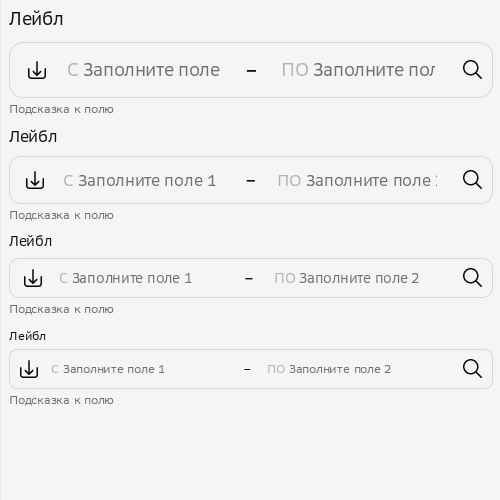 Лейбл
С Заполните поле – ПО Заполните пол
Подсказка к полю
Лейбл
С Заполните поле 1 – ПО Заполните поле
Подсказка к полю
Лейбл
С Заполните поле 1 – ПО Заполните поле 2
Подсказка к полю
Лейбл
С Заполните поле 1 – ПО Заполните поле 2
Подсказка к полю